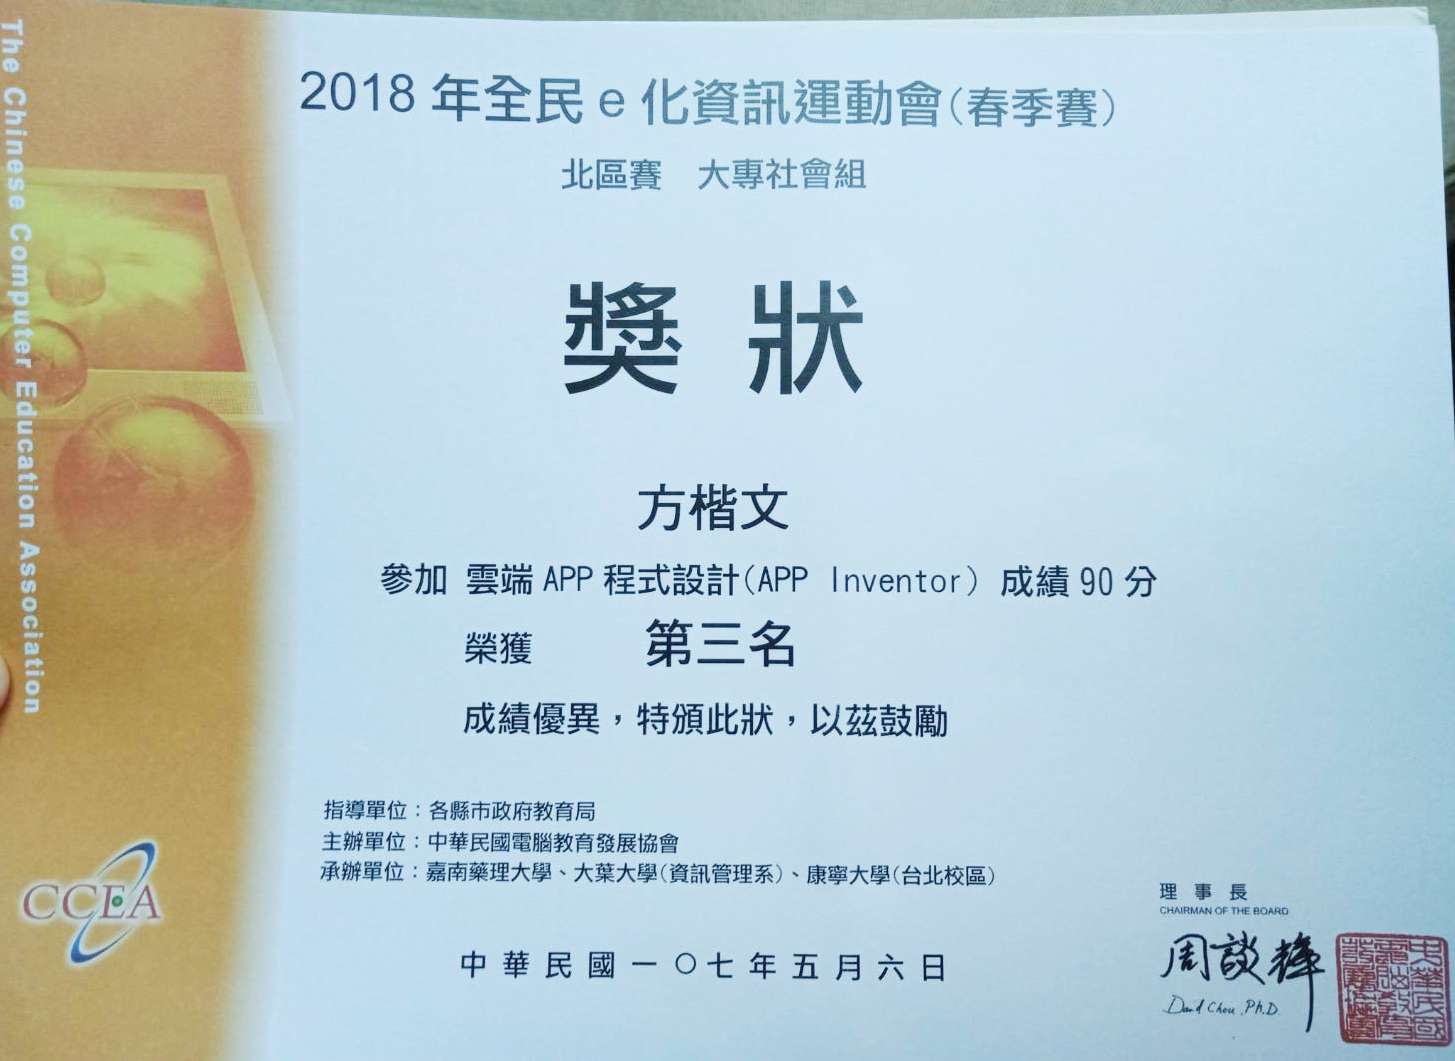 The Chinese Computer Education Association
2018 年全民 e 化資訊運動會(春季賽)
北區賽 大專社會組
獎 狀
方楷文
參加 雲端 APP 程式設計(APP Inventor) 成績 90 分
榮獲 第三名
成績優異，特頒此狀，以茲鼓勵
指導單位：各縣市政府教育局
主辦單位：中華民國電腦教育發展協會
承辦單位：嘉南藥理大學、大葉大學(資訊管理系)、康寧大學(台北校區)
CCEA
理 事 長
CHAIRMAN OF THE BOARD
周談輝
David Chou, Ph.D.
中 華 民 國 一 〇 七 年 五 月 六 日